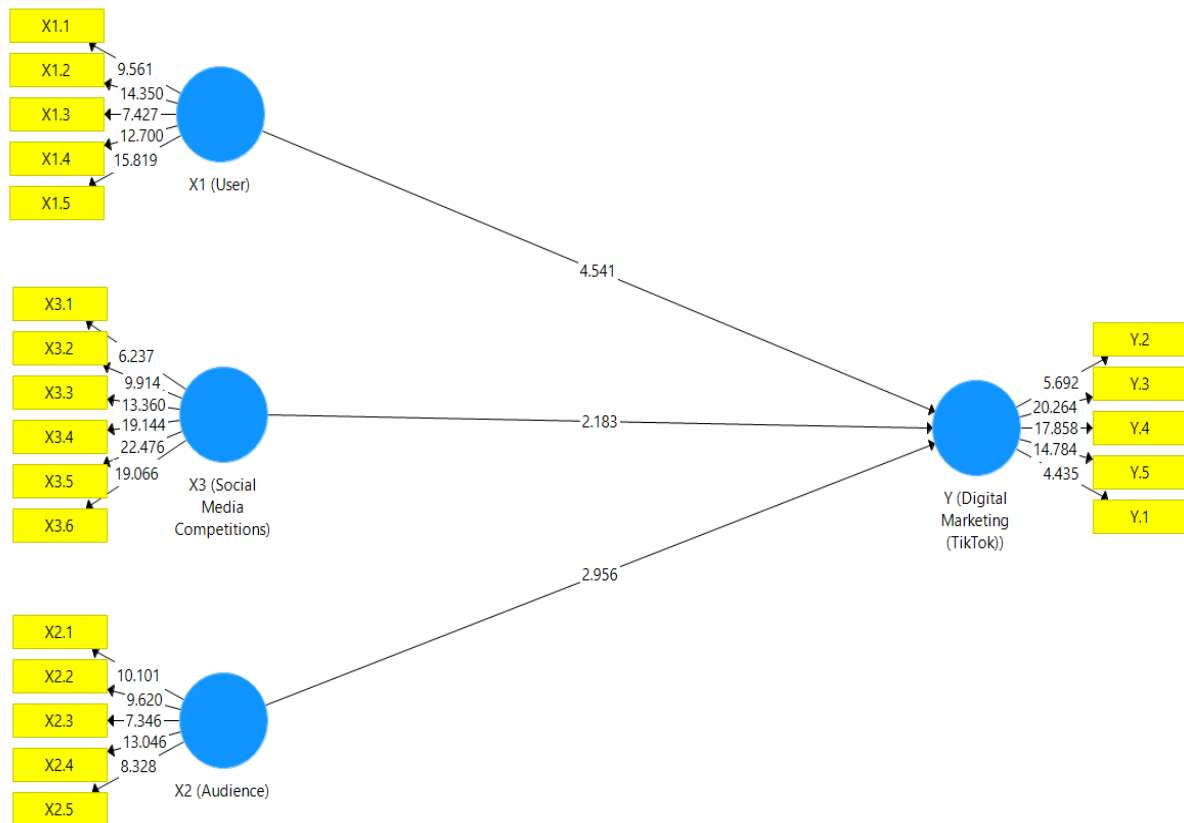 X1.1
X1.2
X1.3
X1.4
X1.5
9.561
14.350
7.427
12.700
15.819
X1 (User)
4.541
X3.1
X3.2
X3.3
X3.4
X3.5
X3.6
6.237
9.914
13.360
19.144
22.476
19.066
X3 (Social
Media
Competitions)
2.183
Y.2
Y.3
Y.4
Y.5
Y.1
5.692
20.264
17.858
14.784
4.435
Y (Digital
Marketing
(TikTok))
2.956
X2.1
X2.2
X2.3
X2.4
X2.5
10.101
9.620
7.346
13.046
8.328
X2 (Audience)